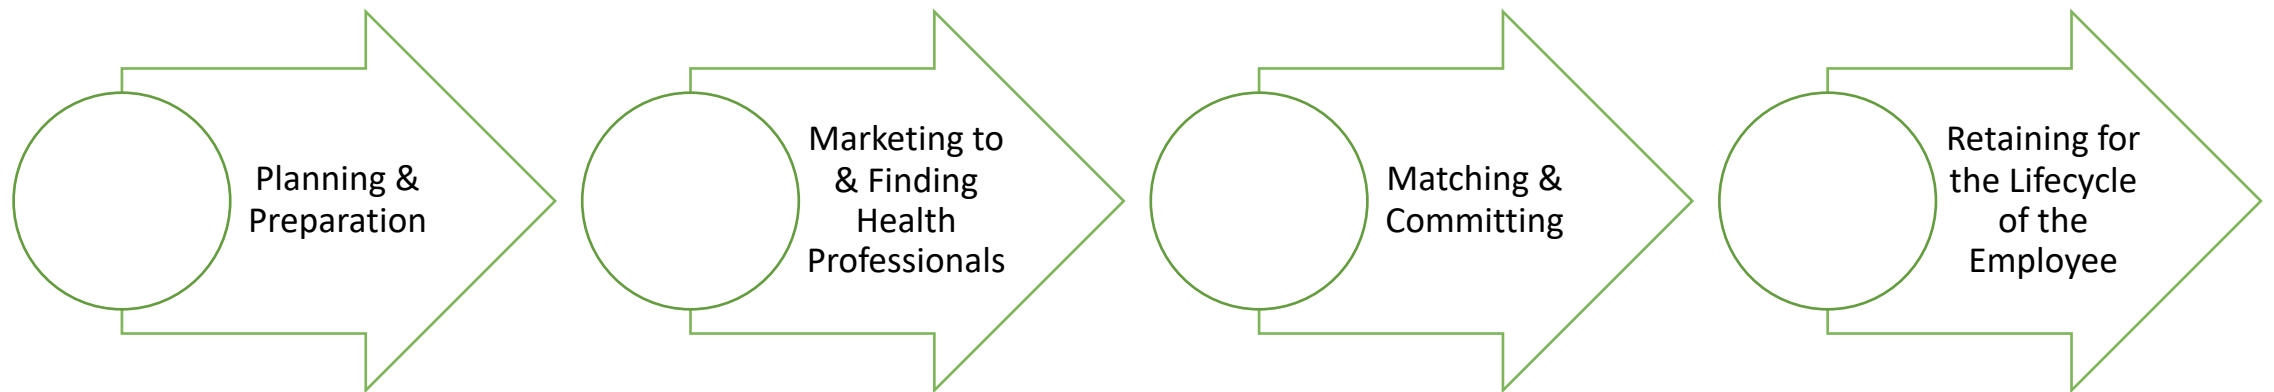 Planning &
Preparation
Marketing to
& Finding
Health
Professionals
Matching &
Committing
Retaining for
the Lifecycle
of the
Employee